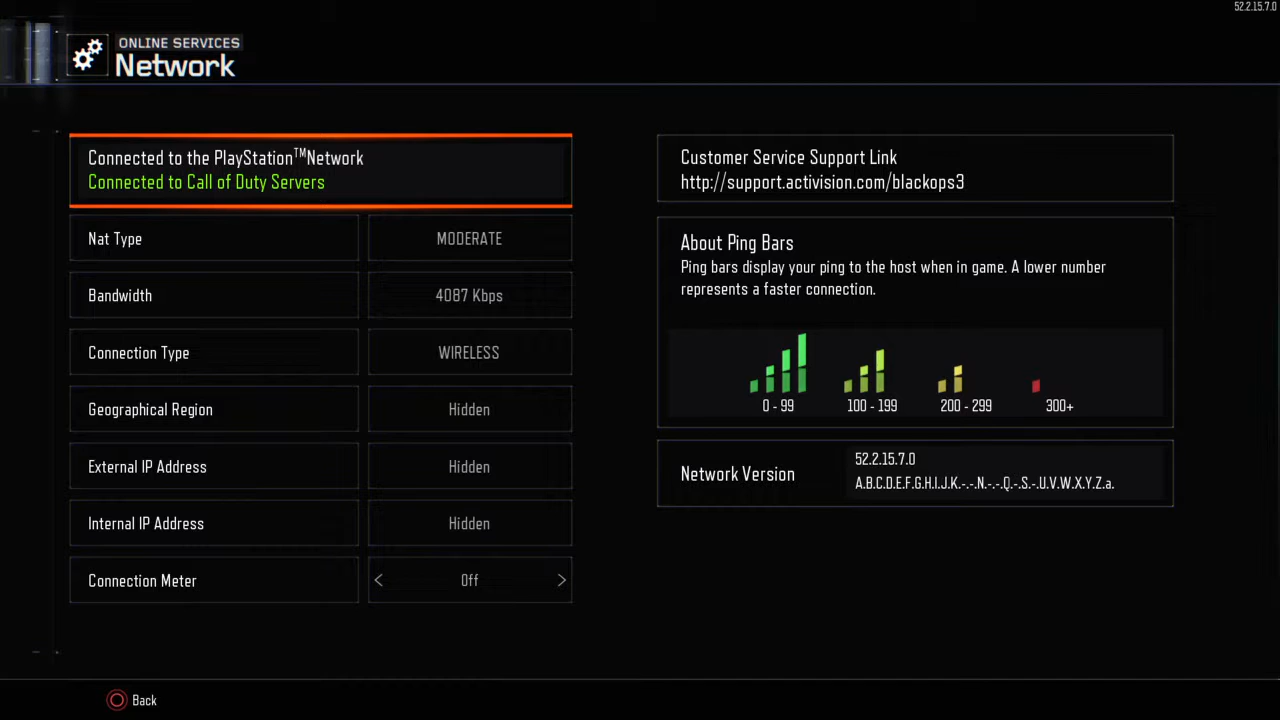 52.2.15.7.0
ONLINE SERVICES
Network
Connected to the PlayStation™Network
Connected to Call of Duty Servers
Nat Type
MODERATE
Bandwidth
4087 Kbps
Connection Type
WIRELESS
Geographical Region
Hidden
External IP Address
Hidden
Internal IP Address
Hidden
Connection Meter
< Off >
Customer Service Support Link
http://support.activision.com/blackops3
About Ping Bars
Ping bars display your ping to the host when in game. A lower number
represents a faster connection.
0 - 99
100 - 199
200 - 299
300+
Network Version
52.2.15.7.0
A.B.C.D.E.F.G.H.I.J.K.-.-.N.-.-.Q.-.S.-.U.V.W.X.Y.Z.a.
Back